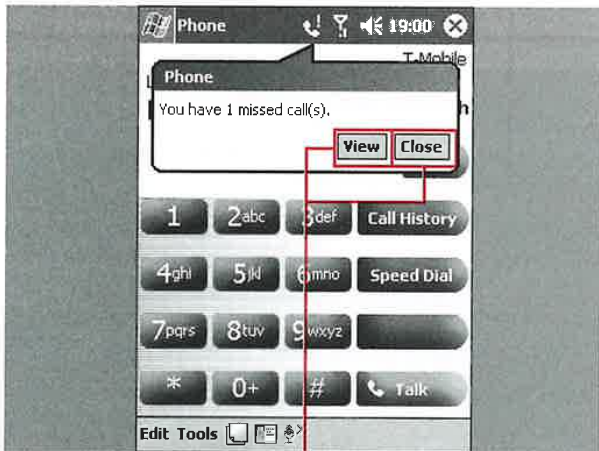 Phone 19:00
T-Mobile
Phone
You have 1 missed call(s).
View Close
1 2abc 3def Call History
4ghi 5jkl 6mno Speed Dial
7pqrs 8tuv 9wxyz
* 0+ # Talk
Edit Tools